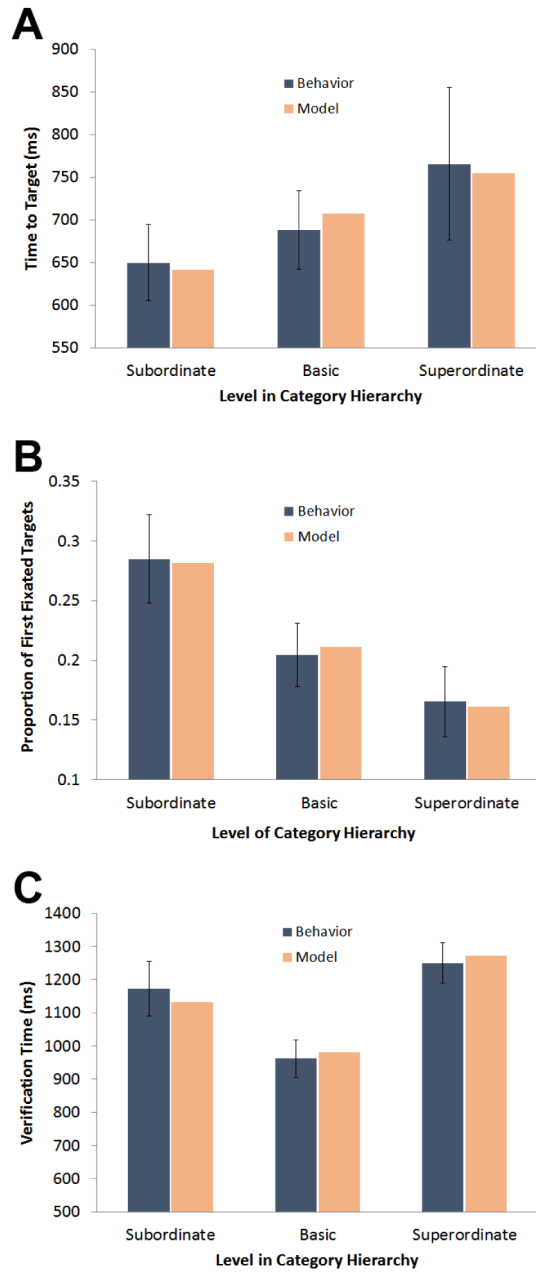 A
900
850
800
750
700
650
600
550
Time to Target (ms)
Behavior
Model
Subordinate Basic Superordinate
Level in Category Hierarchy
B
0.35
0.3
0.25
0.2
0.15
0.1
Proportion of First Fixated Targets
Behavior
Model
Subordinate Basic Superordinate
Level of Category Hierarchy
C
1400
1300
1200
1100
1000
900
800
700
600
500
Verification Time (ms)
Behavior
Model
Subordinate Basic Superordinate
Level in Category Hierarchy